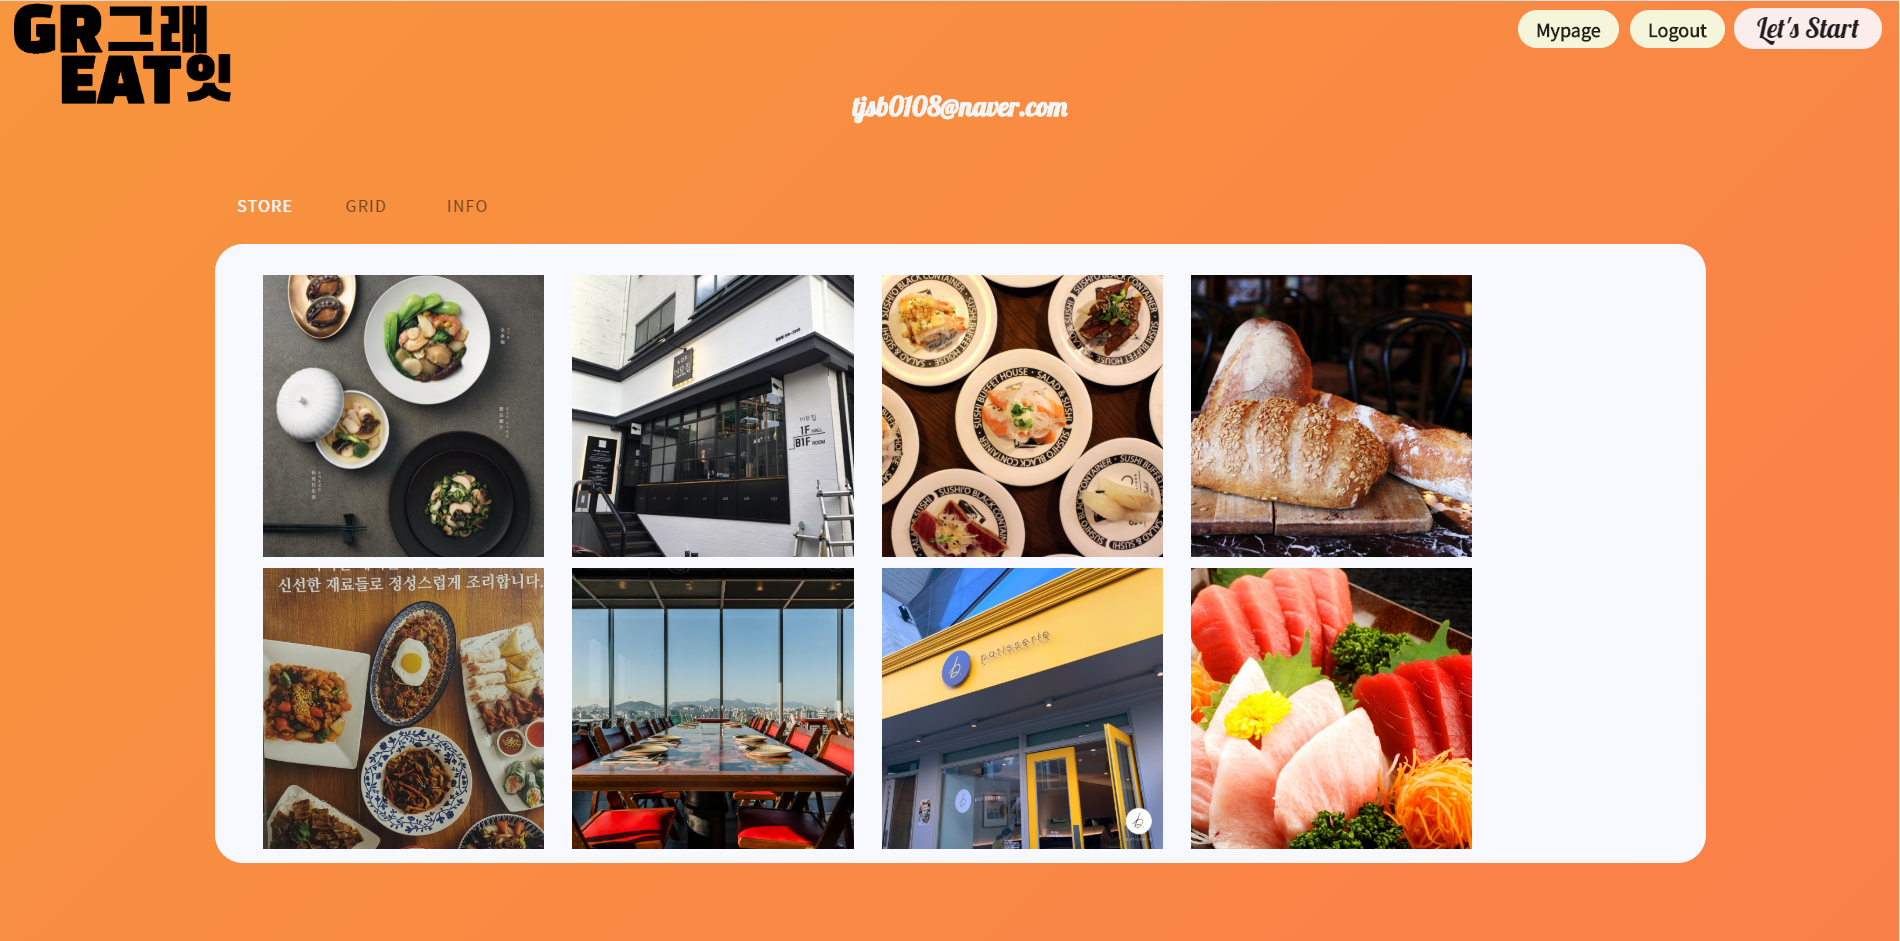 GR그래
EAT잇
Mypage
Logout
Let's Start
tjsb0108@naver.com
STORE
GRID
INFO
1F HALL
B1F ROOM
SUSHI'O BLACK CONTAINER
SUSHI BUFFET HOUSE · SALAD & SUSHI
신선한 재료들로 정성스럽게 조리합니다.
b.
patisserie
b.